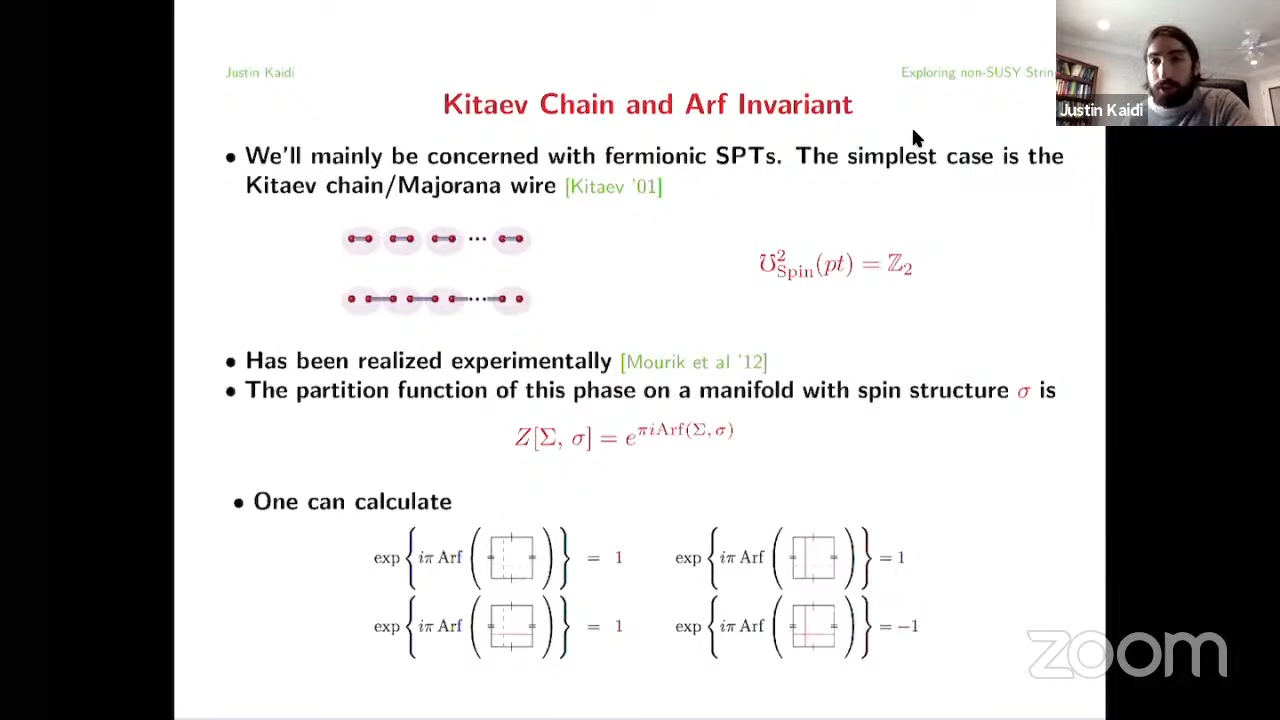 Justin Kaidi
Exploring non-SUSY Strin
Justin Kaidi
Kitaev Chain and Arf Invariant
• We'll mainly be concerned with fermionic SPTs. The simplest case is the
Kitaev chain/Majorana wire [Kitaev '01]
℧²_Spin(pt) = ℤ₂
• Has been realized experimentally [Mourik et al '12]
• The partition function of this phase on a manifold with spin structure σ is
Z[Σ, σ] = e^{πiArf(Σ,σ)}
• One can calculate
exp { iπ Arf ( ) } = 1
exp { iπ Arf ( ) } = 1
exp { iπ Arf ( ) } = 1
exp { iπ Arf ( ) } = −1
zoom